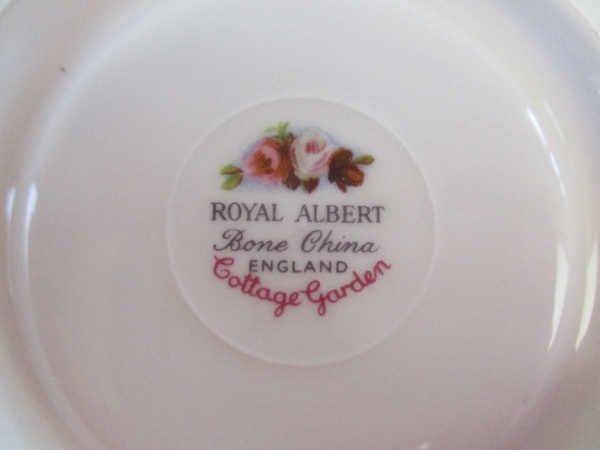 ROYAL ALBERT
Bone China
ENGLAND
Cottage Garden